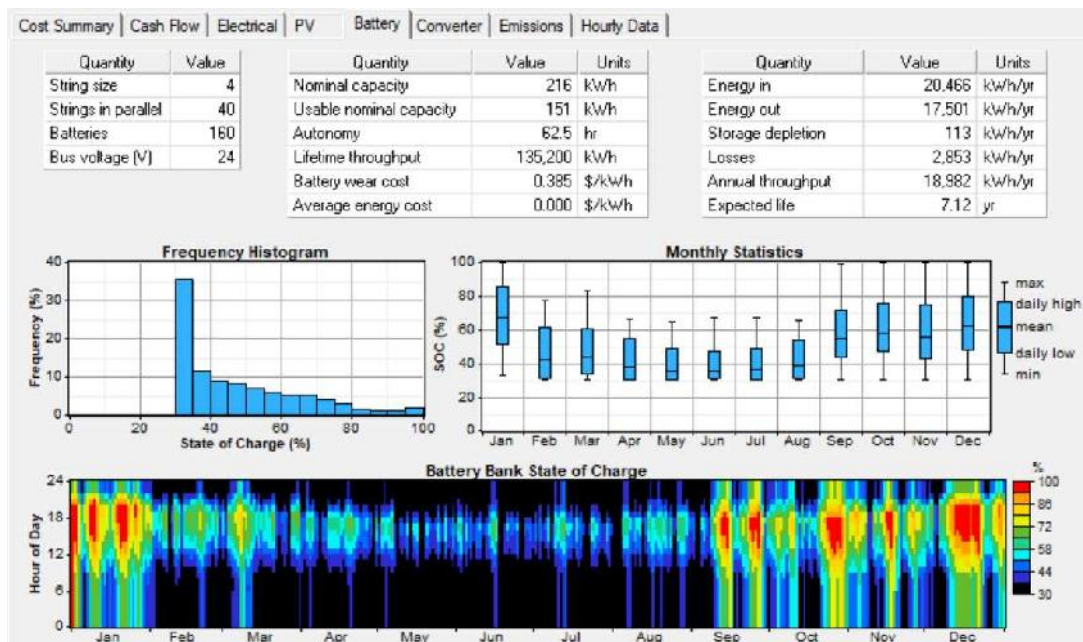 Cost Summary Cash Flow Electrical PV Battery Converter Emissions Hourly Data
Quantity Value
String size 4
Strings in parallel 40
Batteries 160
Bus voltage (V) 24
Quantity Value Units
Nominal capacity 216 kWh
Usable nominal capacity 151 kWh
Autonomy 62.5 hr
Lifetime throughput 135,200 kWh
Battery wear cost 0.385 $/kWh
Average energy cost 0.000 $/kWh
Quantity Value Units
Energy in 20,466 kWh/yr
Energy out 17,501 kWh/yr
Storage depletion 113 kWh/yr
Losses 2,853 kWh/yr
Annual throughput 18,982 kWh/yr
Expected life 7.12 yr
Frequency Histogram
Frequency (%)
40
30
20
10
0
0 20 40 60 80 100
State of Charge (%)
Monthly Statistics
SOC (%)
100
80
60
40
20
0
Jan Feb Mar Apr May Jun Jul Aug Sep Oct Nov Dec
max
daily high
mean
daily low
min
Battery Bank State of Charge
Hour of Day
24
18
12
6
0
Jan Feb Mar Apr May Jun Jul Aug Sep Oct Nov Dec
%
100
86
72
58
44
30